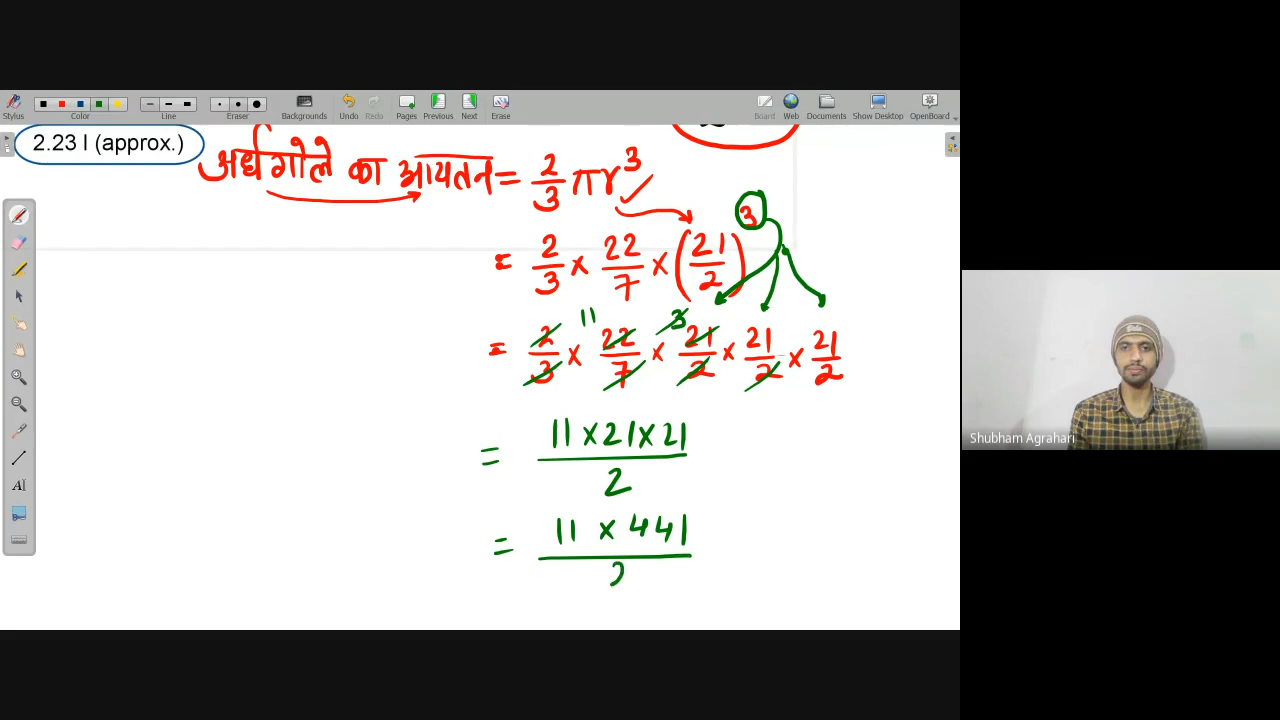 Stylus Color Line Eraser Backgrounds Undo Redo Pages Previous Next Erase Board Web Documents Show Desktop OpenBoard
2.23 l (approx.)
अर्धगोले का आयतन = 2/3 πr³
= 2/3 × 22/7 × (21/2)³
11 3
= 2/3 × 22/7 × 21/2 × 21/2 × 21/2
= 11 × 21 × 21 / 2
= 11 × 441 / 2
Shubham Agrahari